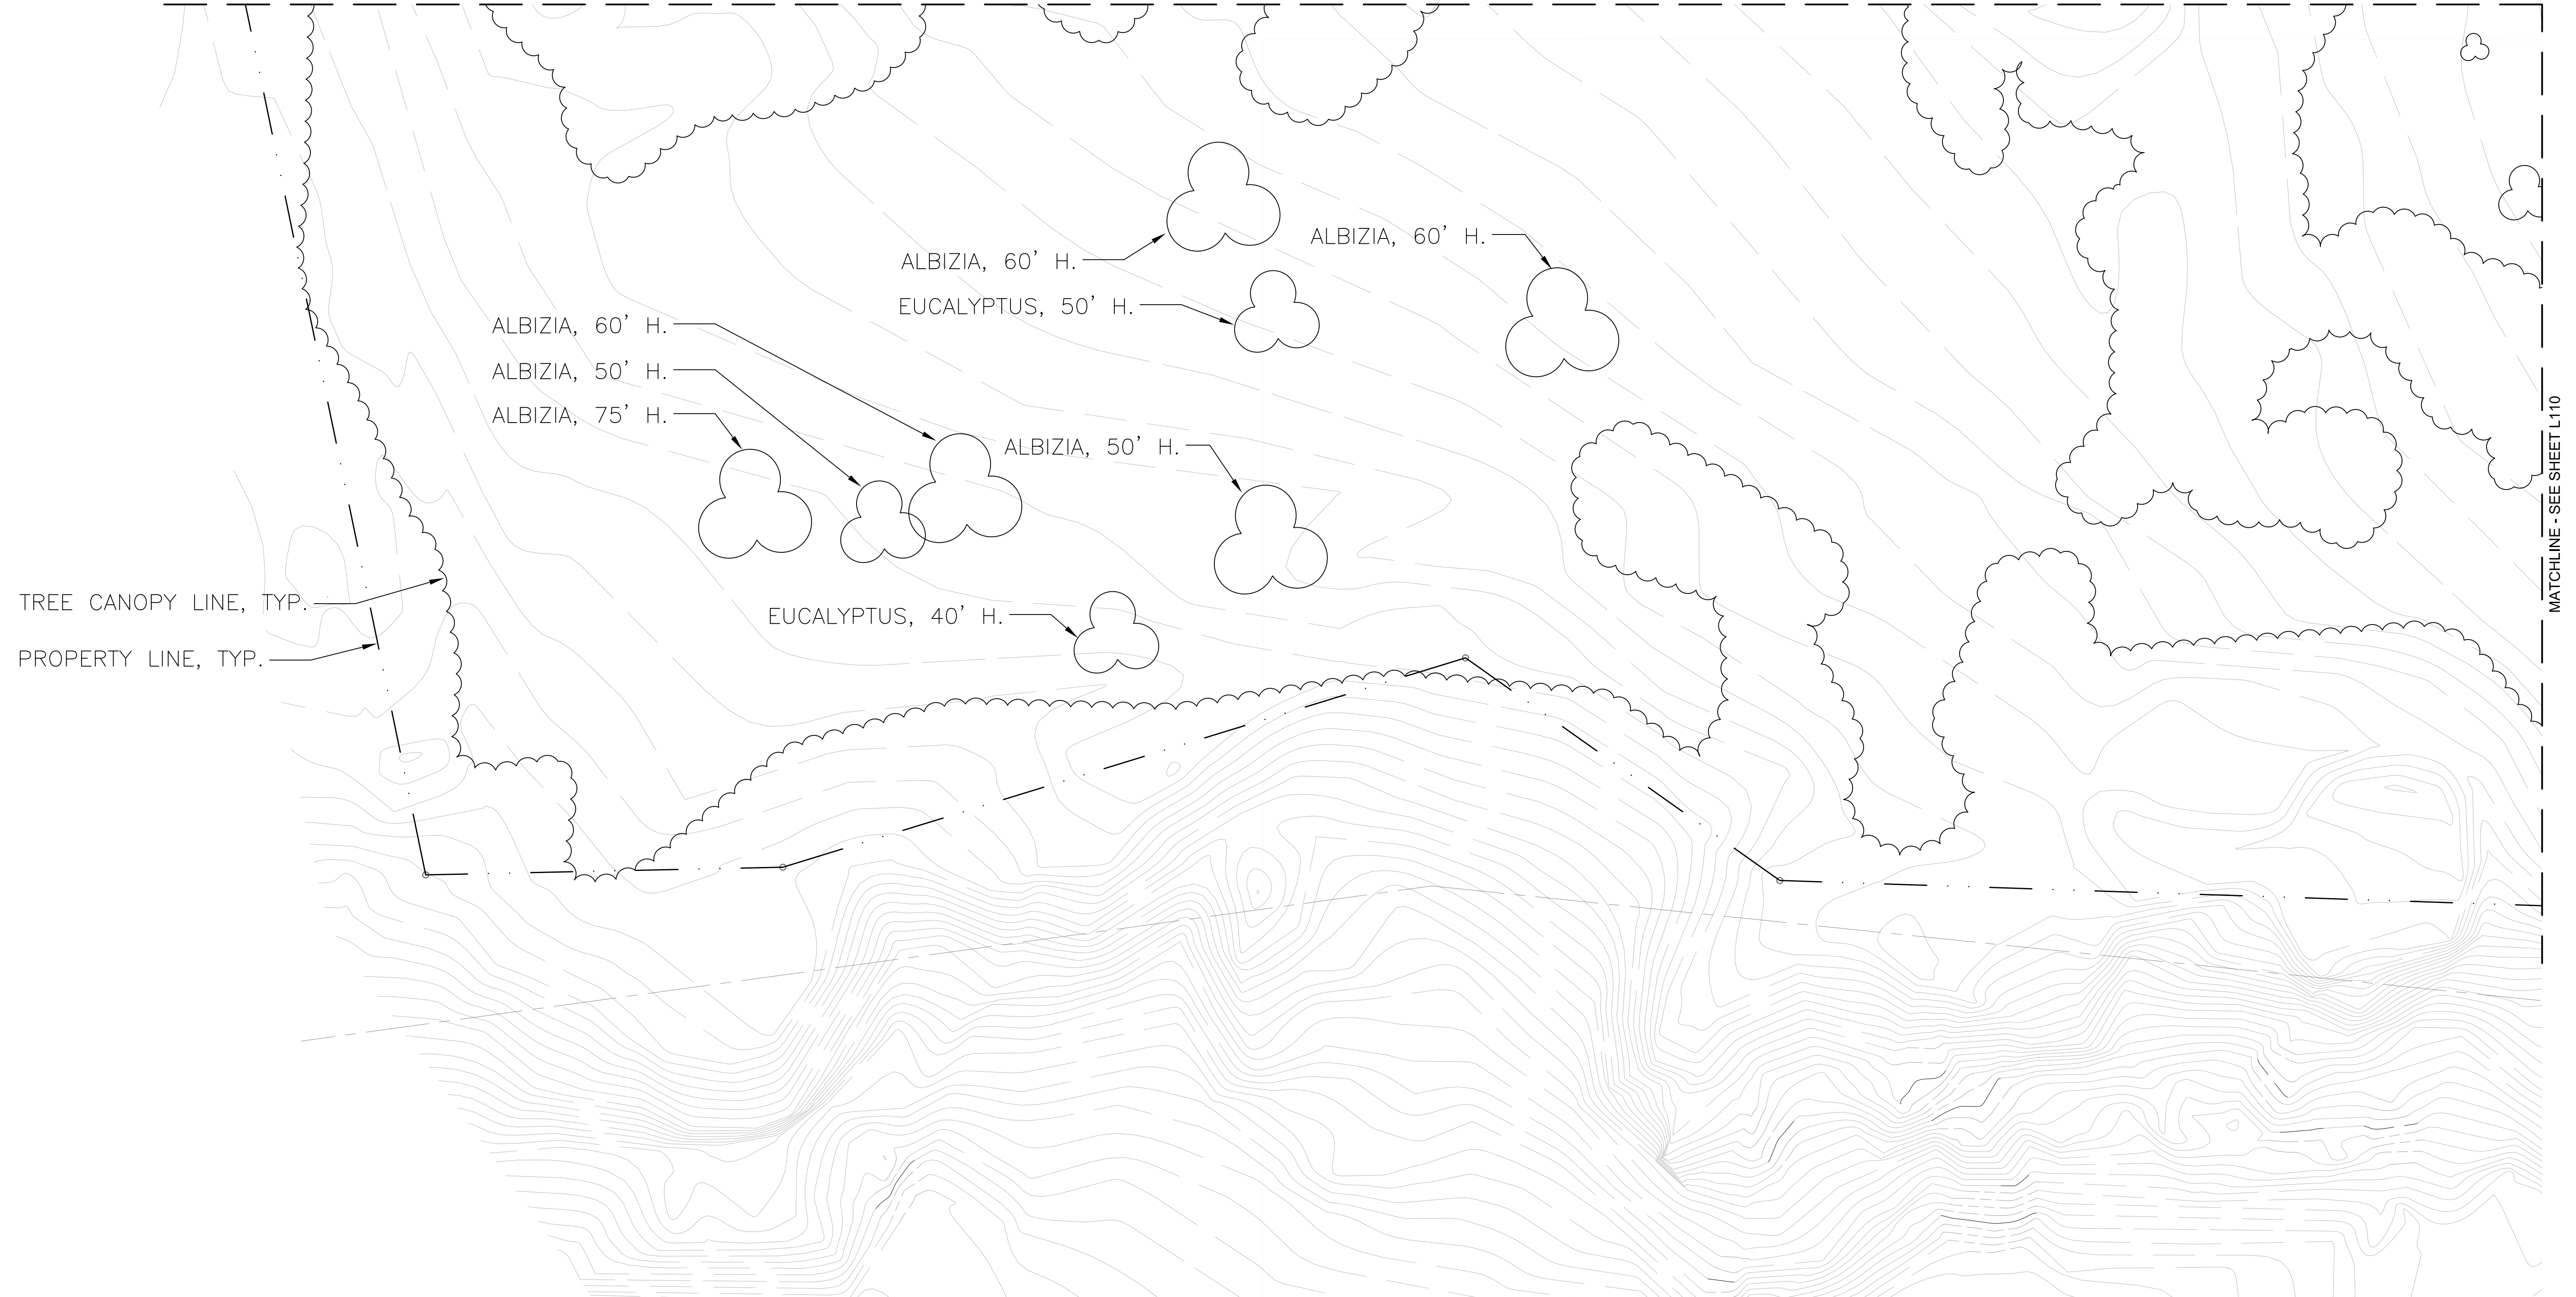 ALBIZIA, 60' H.
ALBIZIA, 60' H.
EUCALYPTUS, 50' H.
ALBIZIA, 60' H.
ALBIZIA, 50' H.
ALBIZIA, 75' H.
ALBIZIA, 50' H.
TREE CANOPY LINE, TYP.
EUCALYPTUS, 40' H.
PROPERTY LINE, TYP.
MATCHLINE - SEE SHEET L110